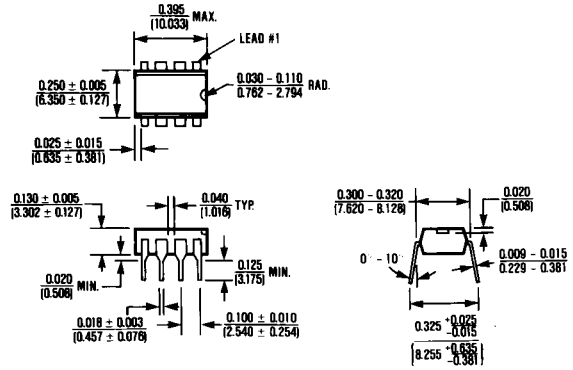 0.395
(10.033) MAX.
LEAD #1
0.250 ± 0.005
(6.350 ± 0.127)
0.030 – 0.110
0.762 – 2.794 RAD.
0.025 ± 0.015
(0.635 ± 0.381)
0.130 ± 0.005
(3.302 ± 0.127)
0.040
(1.016) TYP.
0.300 – 0.320
(7.620 – 8.128)
0.020
(0.508)
0.020
(0.508) MIN.
0.125
(3.175) MIN.
0° – 10°
0.009 – 0.015
0.229 – 0.381
0.018 ± 0.003
(0.457 ± 0.076)
0.100 ± 0.010
(2.540 ± 0.254)
0.325 +0.025
-0.015
(8.255 +0.635
-0.381)